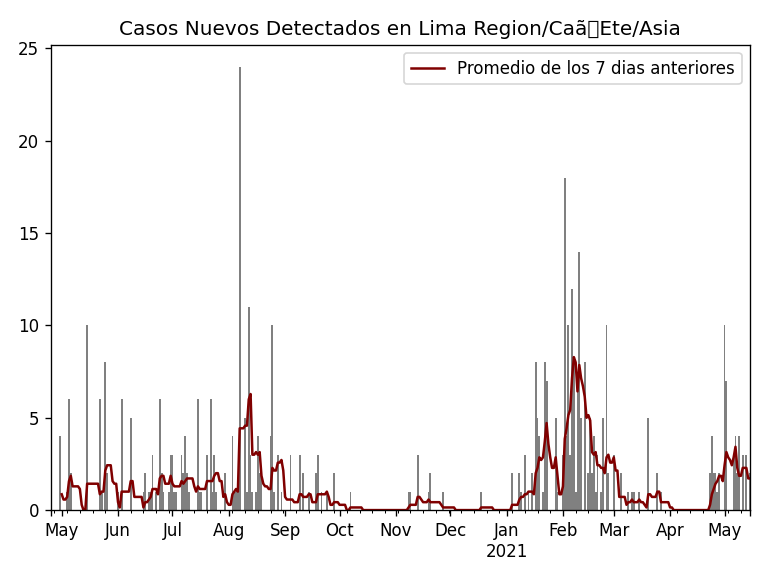 Casos Nuevos Detectados en Lima Region/Caã▯Ete/Asia
Promedio de los 7 dias anteriores
25
20
15
10
5
0
May Jun Jul Aug Sep Oct Nov Dec Jan Feb Mar Apr May
2021